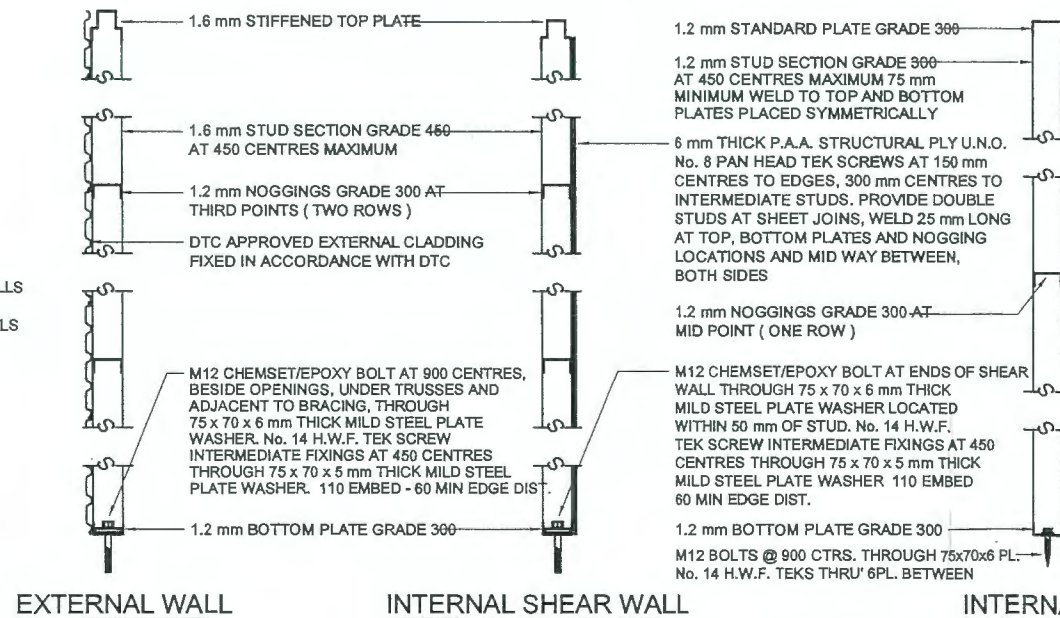 1.6 mm STIFFENED TOP PLATE
1.6 mm STUD SECTION GRADE 450
AT 450 CENTRES MAXIMUM
1.2 mm NOGGINGS GRADE 300 AT
THIRD POINTS ( TWO ROWS )
DTC APPROVED EXTERNAL CLADDING
FIXED IN ACCORDANCE WITH DTC
LLS
LS
M12 CHEMSET/EPOXY BOLT AT 900 CENTRES,
BESIDE OPENINGS, UNDER TRUSSES AND
ADJACENT TO BRACING, THROUGH
75 x 70 x 6 mm THICK MILD STEEL PLATE
WASHER. No. 14 H.W.F. TEK SCREW
INTERMEDIATE FIXINGS AT 450 CENTRES
THROUGH 75 x 70 x 5 mm THICK MILD STEEL
PLATE WASHER. 110 EMBED - 60 MIN EDGE DIST.
1.2 mm BOTTOM PLATE GRADE 300
1.2 mm STANDARD PLATE GRADE 300
1.2 mm STUD SECTION GRADE 300
AT 450 CENTRES MAXIMUM 75 mm
MINIMUM WELD TO TOP AND BOTTOM
PLATES PLACED SYMMETRICALLY
6 mm THICK P.A.A. STRUCTURAL PLY U.N.O.
No. 8 PAN HEAD TEK SCREWS AT 150 mm
CENTRES TO EDGES, 300 mm CENTRES TO
INTERMEDIATE STUDS. PROVIDE DOUBLE
STUDS AT SHEET JOINS, WELD 25 mm LONG
AT TOP, BOTTOM PLATES AND NOGGING
LOCATIONS AND MID WAY BETWEEN,
BOTH SIDES
1.2 mm NOGGINGS GRADE 300 AT
MID POINT ( ONE ROW )
M12 CHEMSET/EPOXY BOLT AT ENDS OF SHEAR
WALL THROUGH 75 x 70 x 6 mm THICK
MILD STEEL PLATE WASHER LOCATED
WITHIN 50 mm OF STUD. No. 14 H.W.F.
TEK SCREW INTERMEDIATE FIXINGS AT 450
CENTRES THROUGH 75 x 70 x 5 mm THICK
MILD STEEL PLATE WASHER 110 EMBED
60 MIN EDGE DIST.
1.2 mm BOTTOM PLATE GRADE 300
M12 BOLTS @ 900 CTRS. THROUGH 75x70x6 PL.
No. 14 H.W.F. TEKS THRU' 6PL. BETWEEN
EXTERNAL WALL
INTERNAL SHEAR WALL
INTERNA